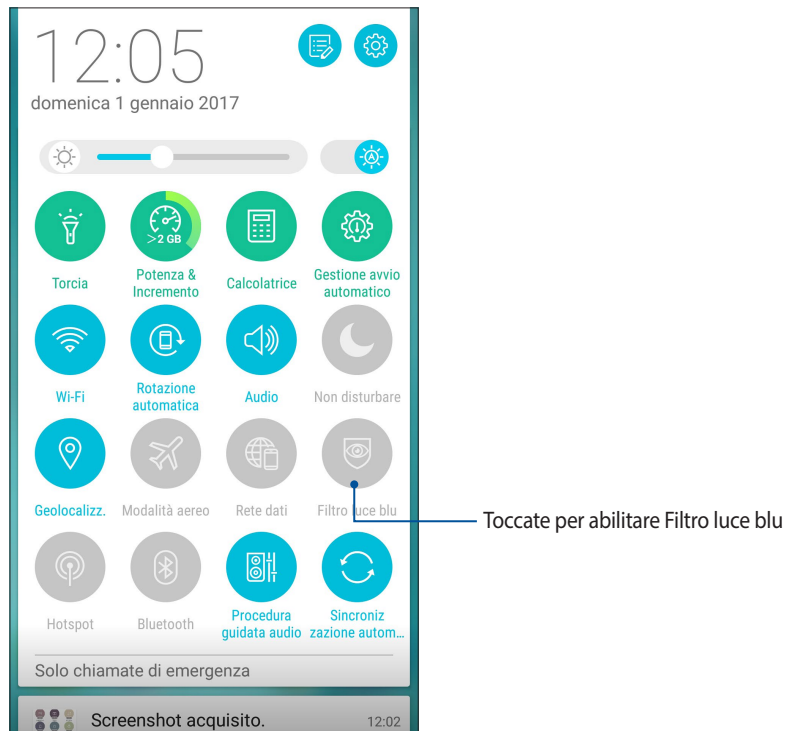 12:05
domenica 1 gennaio 2017
A
>2 GB
Torcia
Potenza &
Incremento
Calcolatrice
Gestione avvio
automatico
Wi-Fi
Rotazione
automatica
Audio
Non disturbare
Geolocalizz.
Modalità aereo
Rete dati
Filtro luce blu
Toccate per abilitare Filtro luce blu
Hotspot
Bluetooth
Procedura
guidata audio
Sincroniz
zazione autom…
Solo chiamate di emergenza
Screenshot acquisito.
12:02